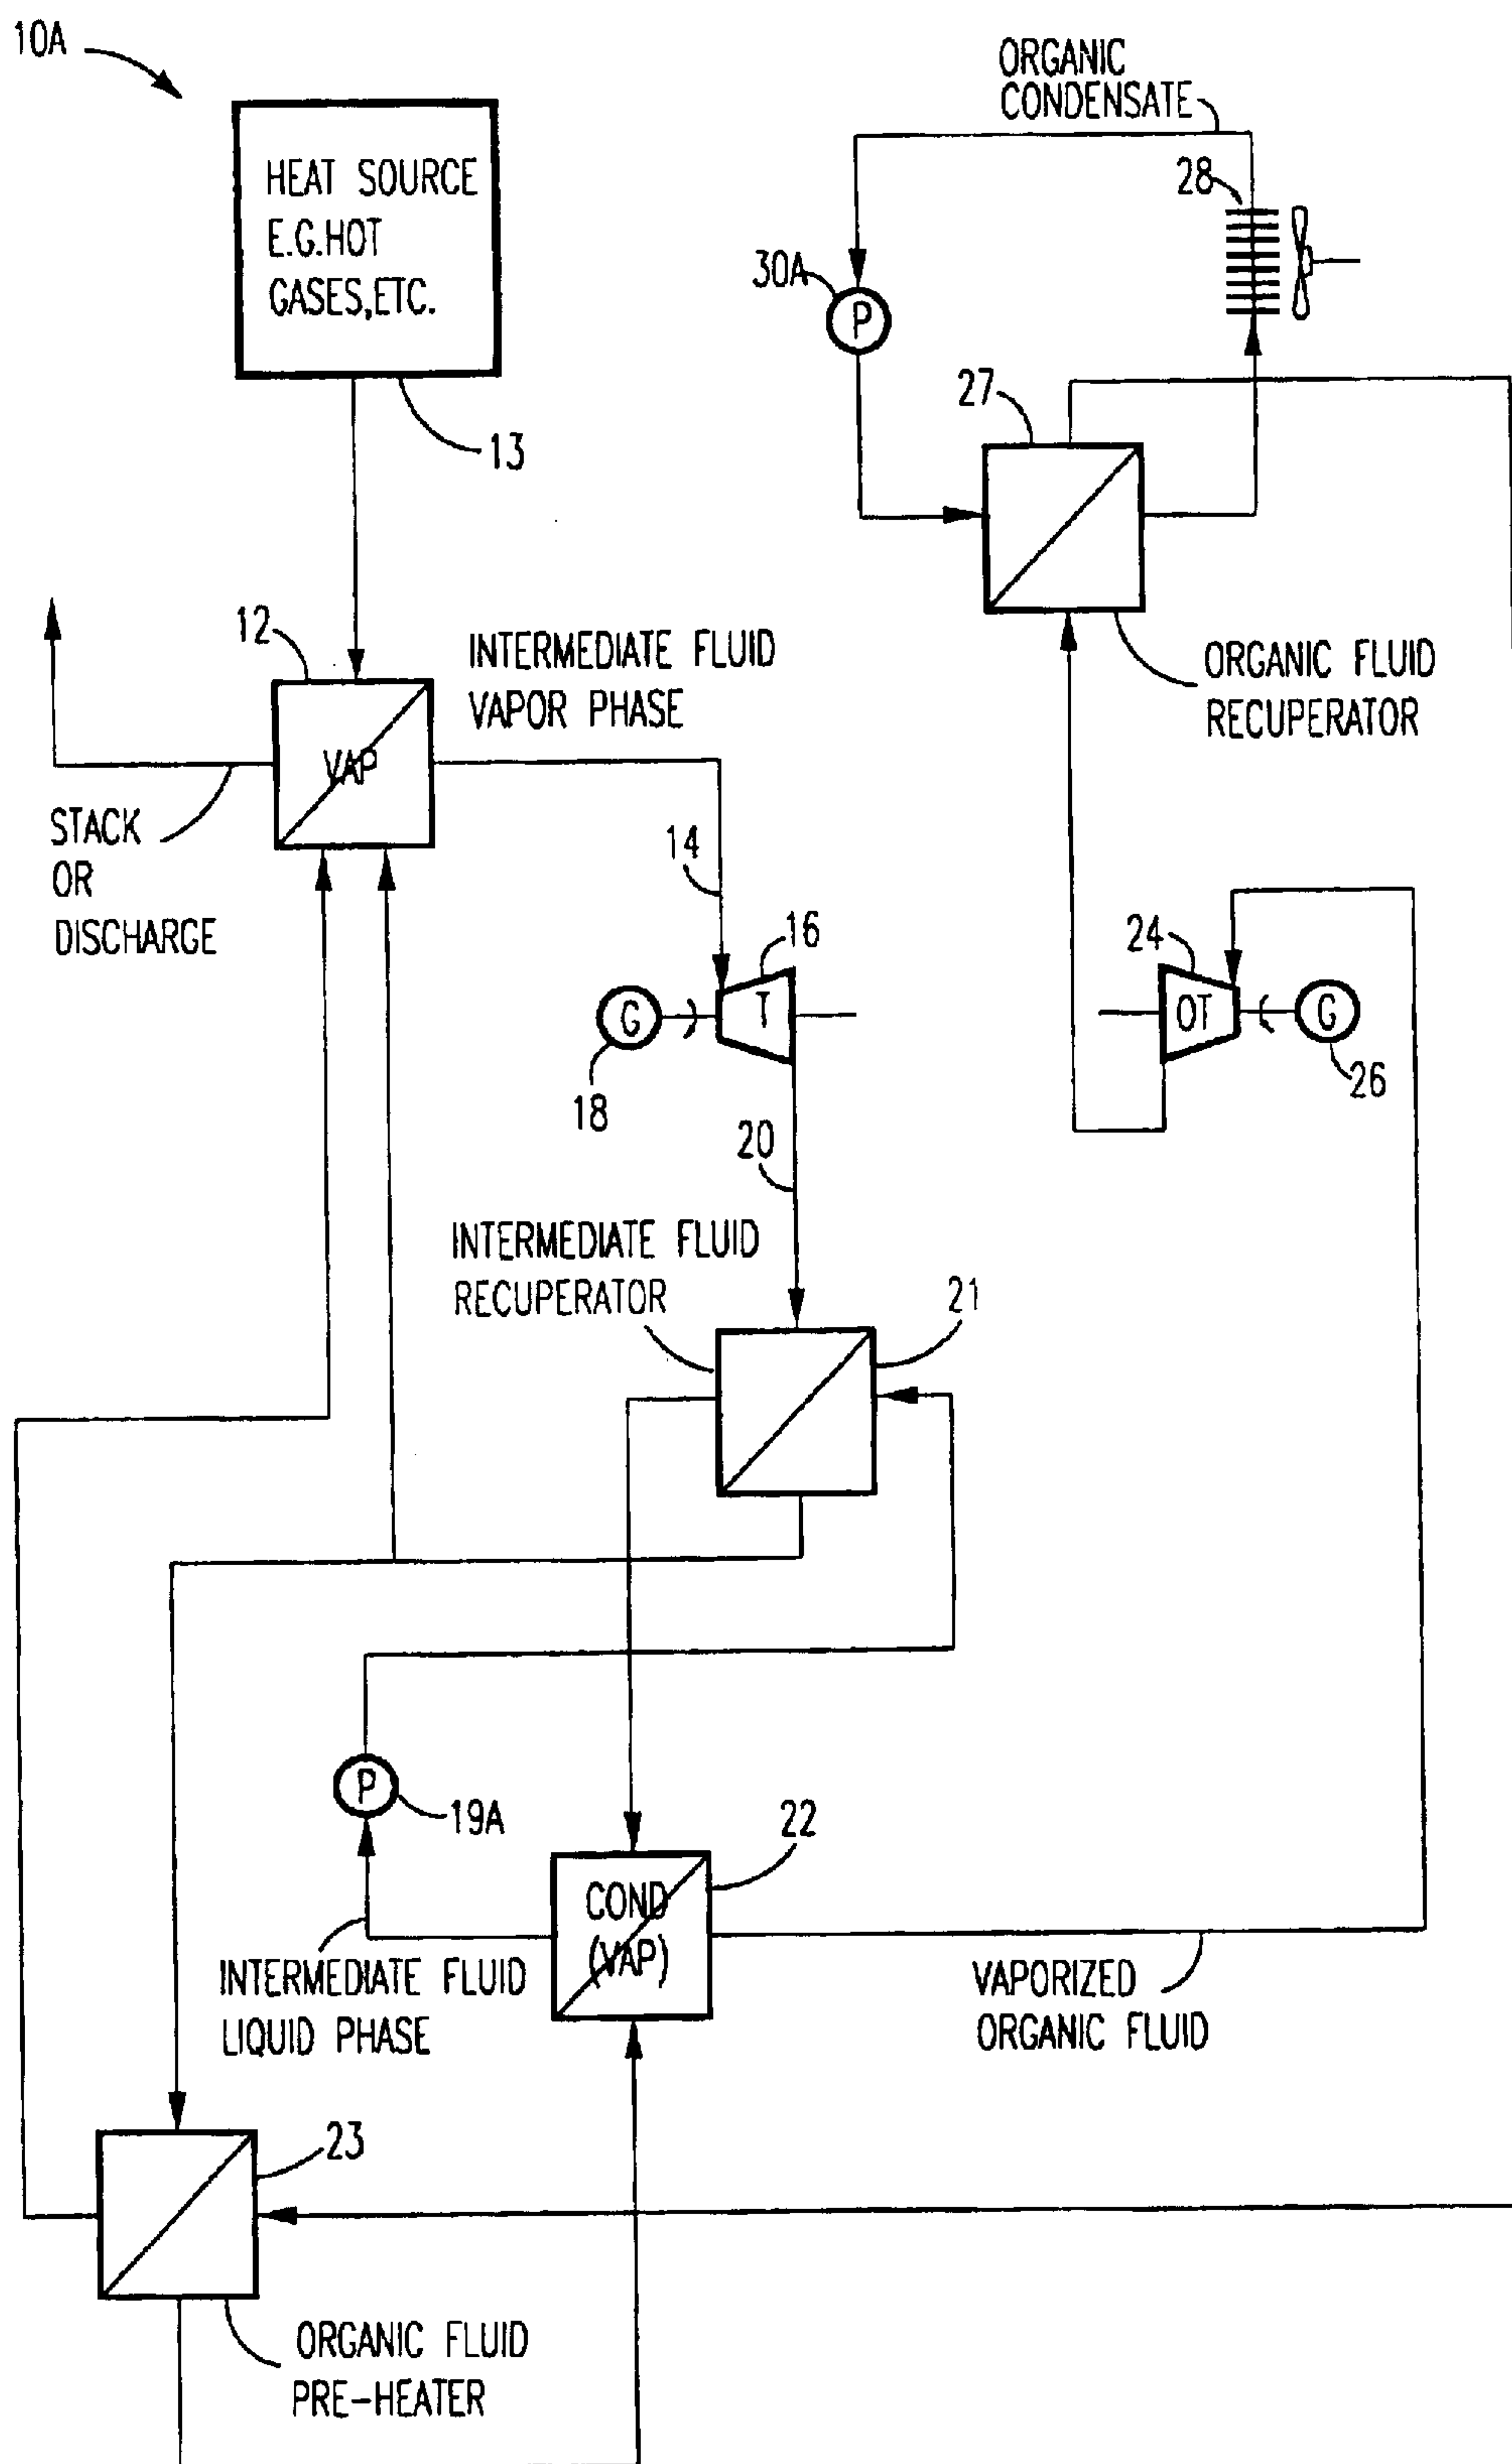 10A
HEAT SOURCE
E.G.HOT
GASES,ETC.
13
ORGANIC
CONDENSATE
28
30A
P
27
ORGANIC FLUID
RECUPERATOR
12
VAP
INTERMEDIATE FLUID
VAPOR PHASE
STACK
OR
DISCHARGE
14
16
G
T
18
20
24
OT
G
26
INTERMEDIATE FLUID
RECUPERATOR
21
P
19A
22
COND
(VAP)
INTERMEDIATE FLUID
LIQUID PHASE
VAPORIZED
ORGANIC FLUID
23
ORGANIC FLUID
PRE-HEATER